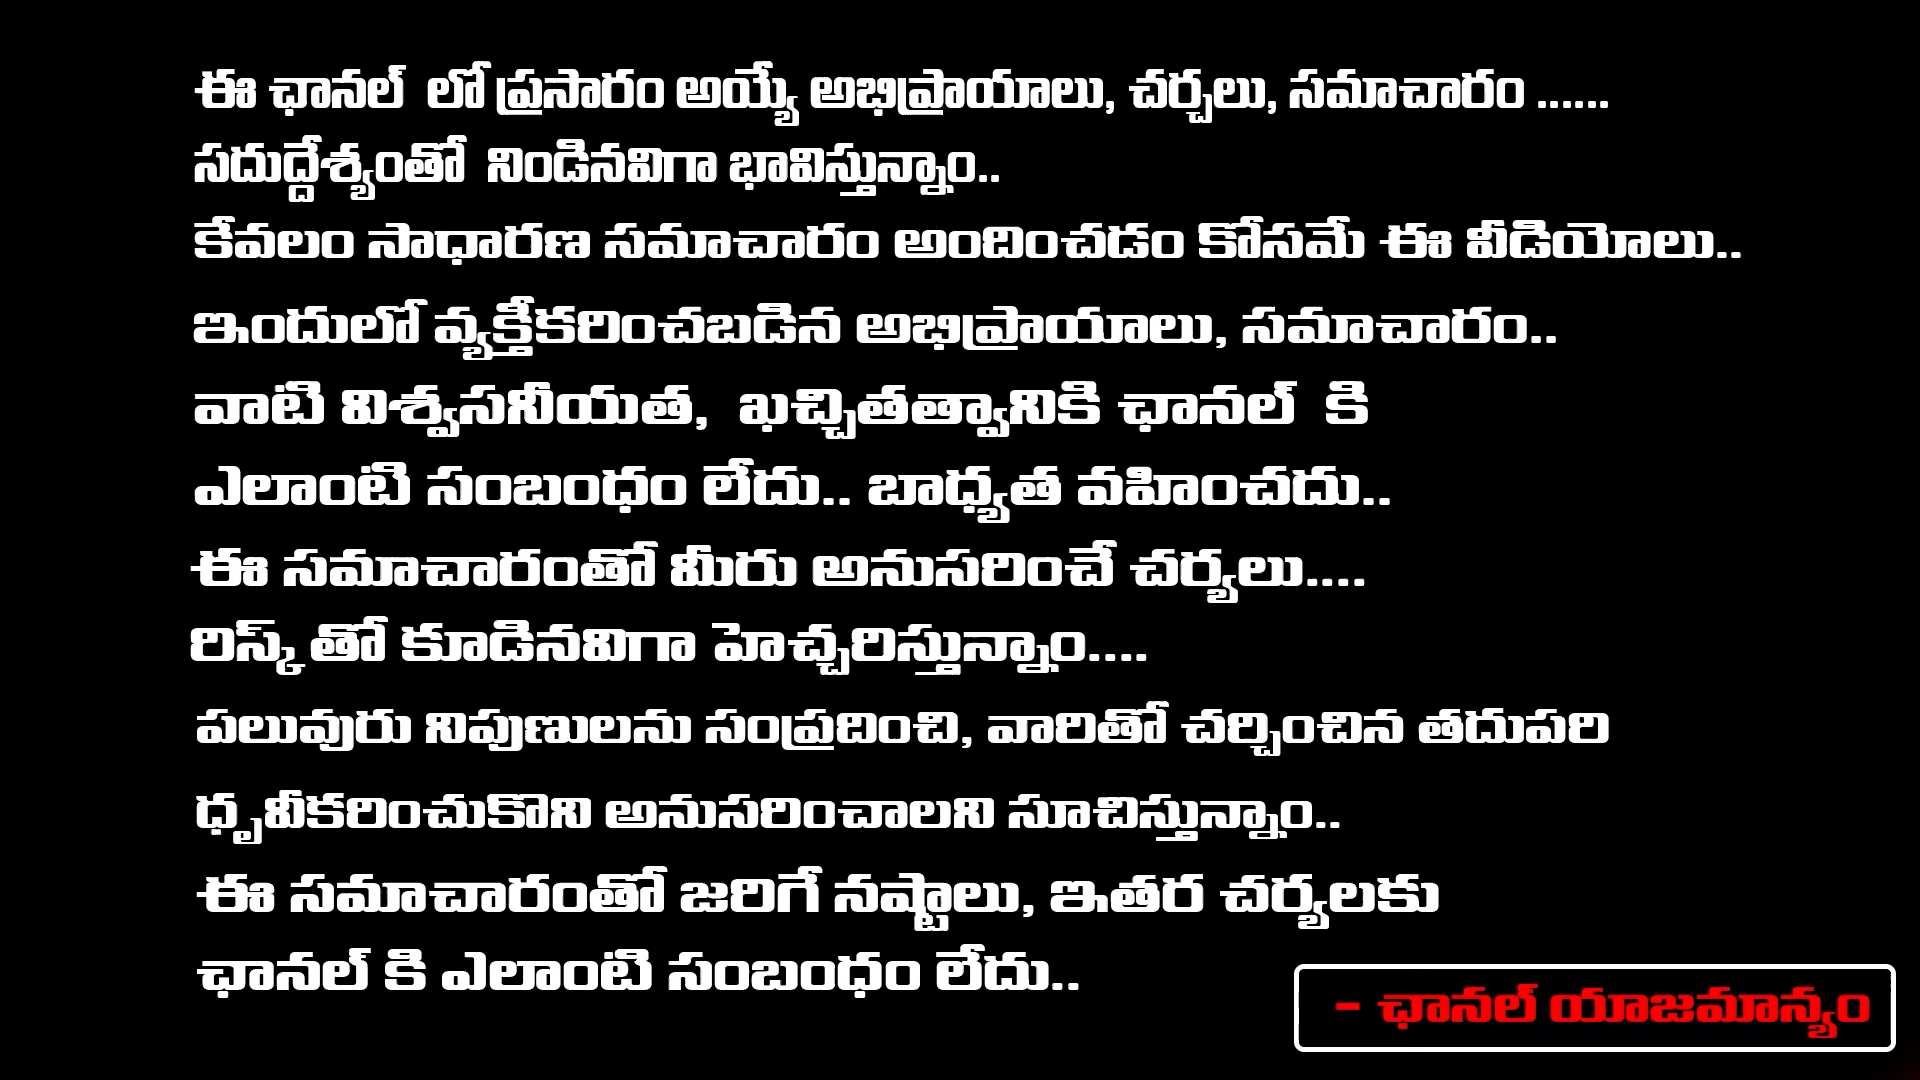 ఈ ఛానల్ లో ప్రసారం అయ్యే అభిప్రాయాలు, చర్చలు, సమాచారం ......
సదుద్దేశ్యంతో నిండినవిగా భావిస్తున్నాం..
కేవలం సాధారణ సమాచారం అందించడం కోసమే ఈ వీడియోలు..
ఇందులో వ్యక్తీకరించబడిన అభిప్రాయాలు, సమాచారం..
వాటి విశ్వసనీయత, ఖచ్చితత్వానికి ఛానల్ కి
ఎలాంటి సంబంధం లేదు.. బాధ్యత వహించదు..
ఈ సమాచారంతో మీరు అనుసరించే చర్యలు....
రిస్క్ తో కూడినవిగా హెచ్చరిస్తున్నాం....
పలువురు నిపుణులను సంప్రదించి, వారితో చర్చించిన తదుపరి
ధృవీకరించుకొని అనుసరించాలని సూచిస్తున్నాం..
ఈ సమాచారంతో జరిగే నష్టాలు, ఇతర చర్యలకు
ఛానల్ కి ఎలాంటి సంబంధం లేదు..
- ఛానల్ యాజమాన్యం